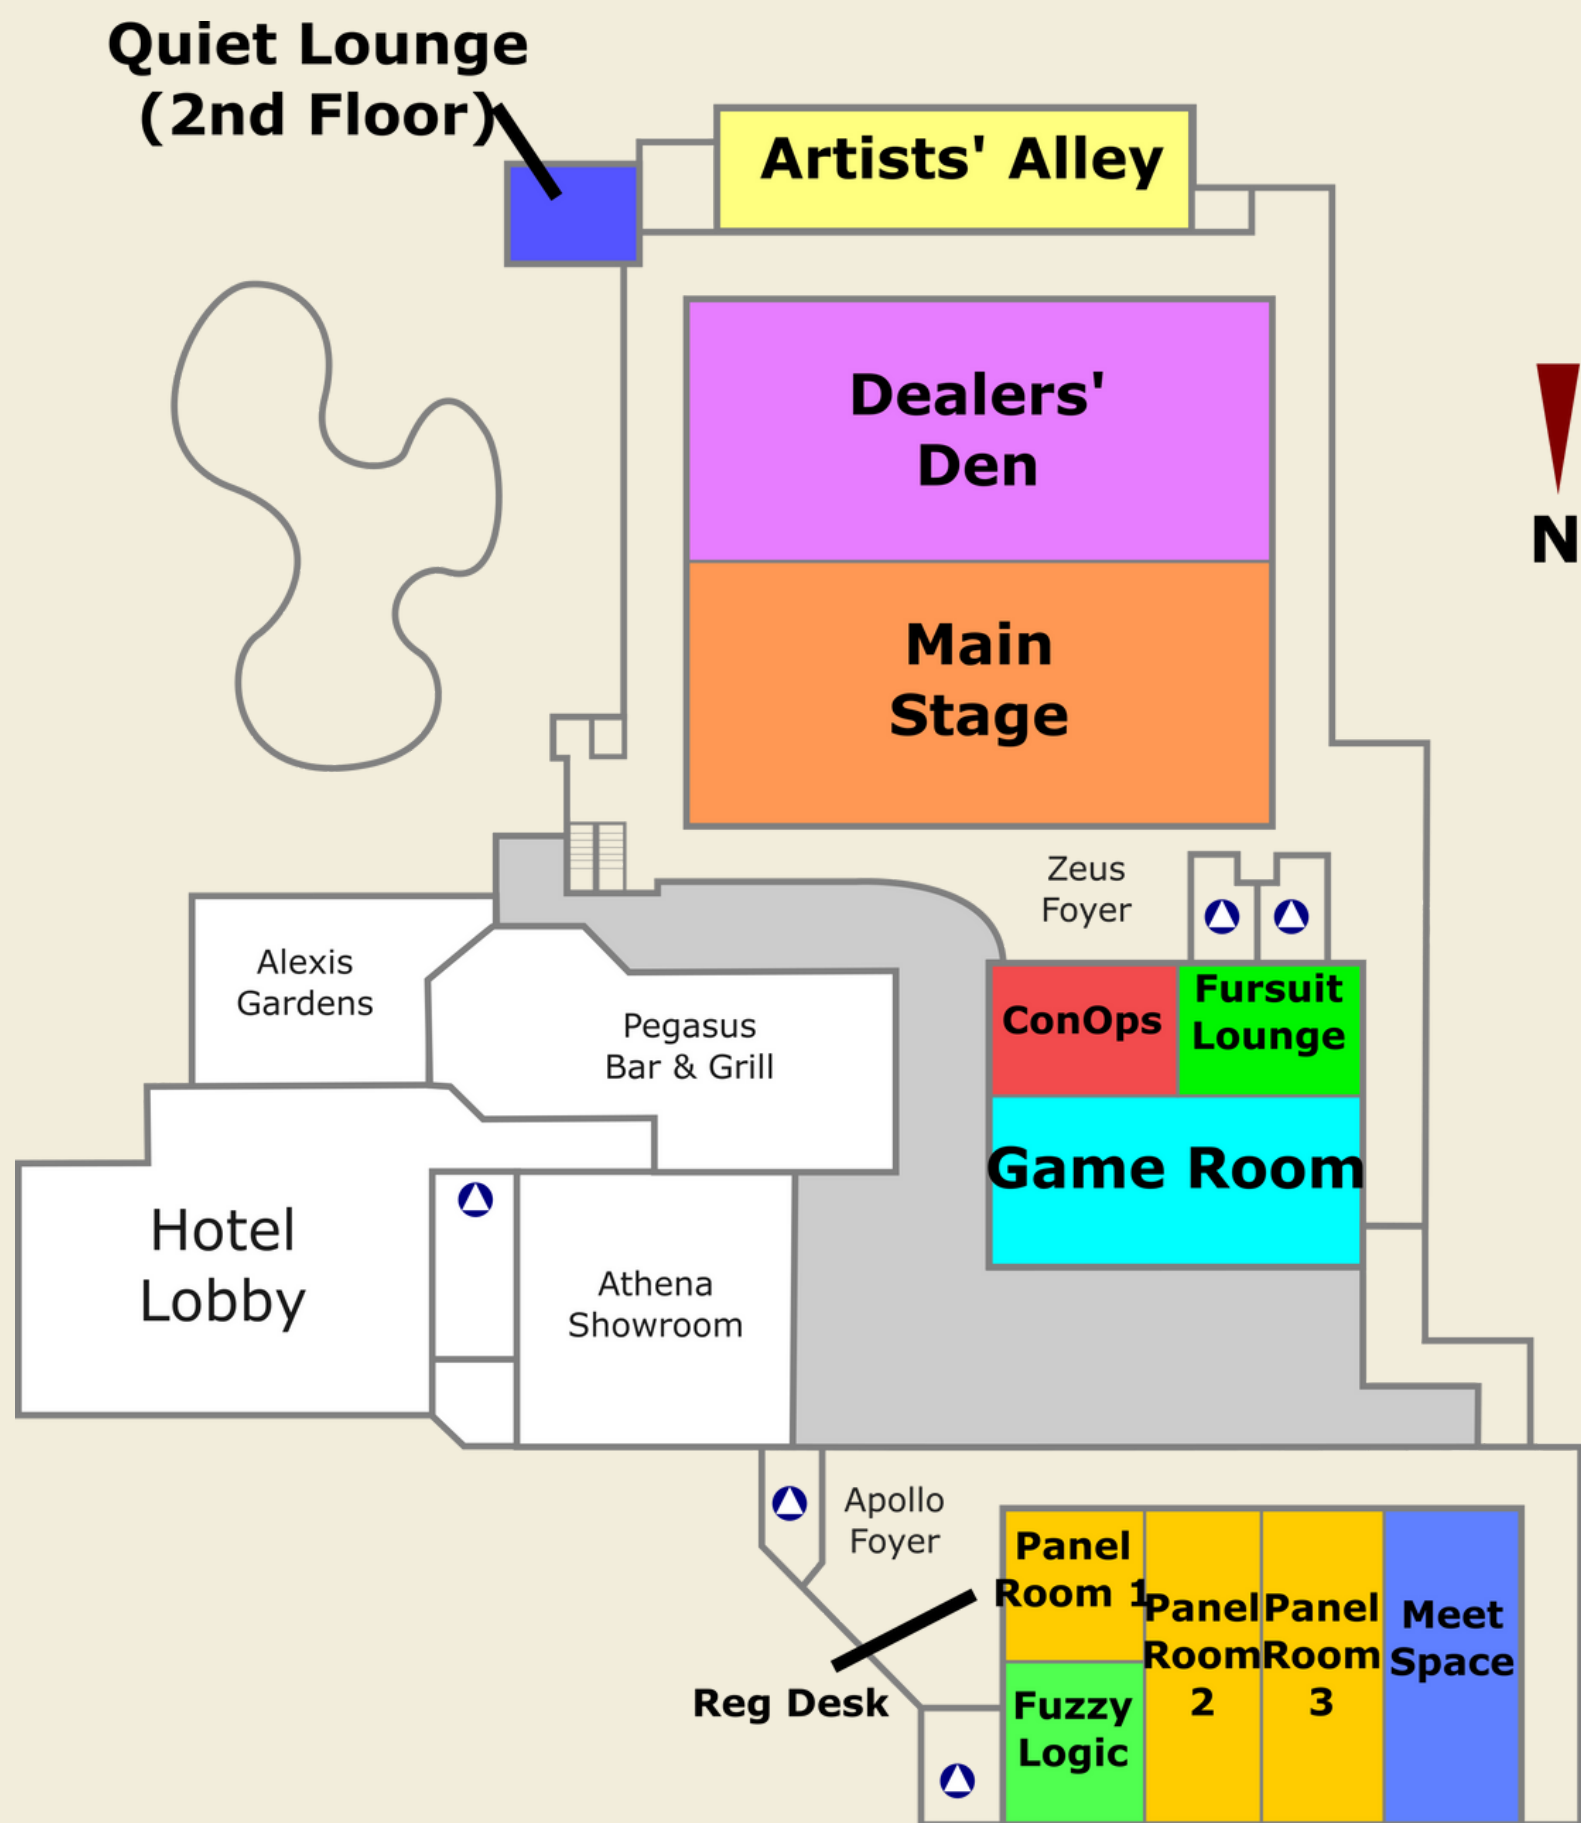 Quiet Lounge
(2nd Floor)
Artists' Alley
Dealers'
Den
N
Main
Stage
Zeus
Foyer
Alexis
Gardens
Pegasus
Bar & Grill
ConOps
Fursuit
Lounge
Game Room
Hotel
Lobby
Athena
Showroom
Apollo
Foyer
Reg Desk
Panel
Room 1
Fuzzy
Logic
Panel
Room
2
Panel
Room
3
Meet
Space